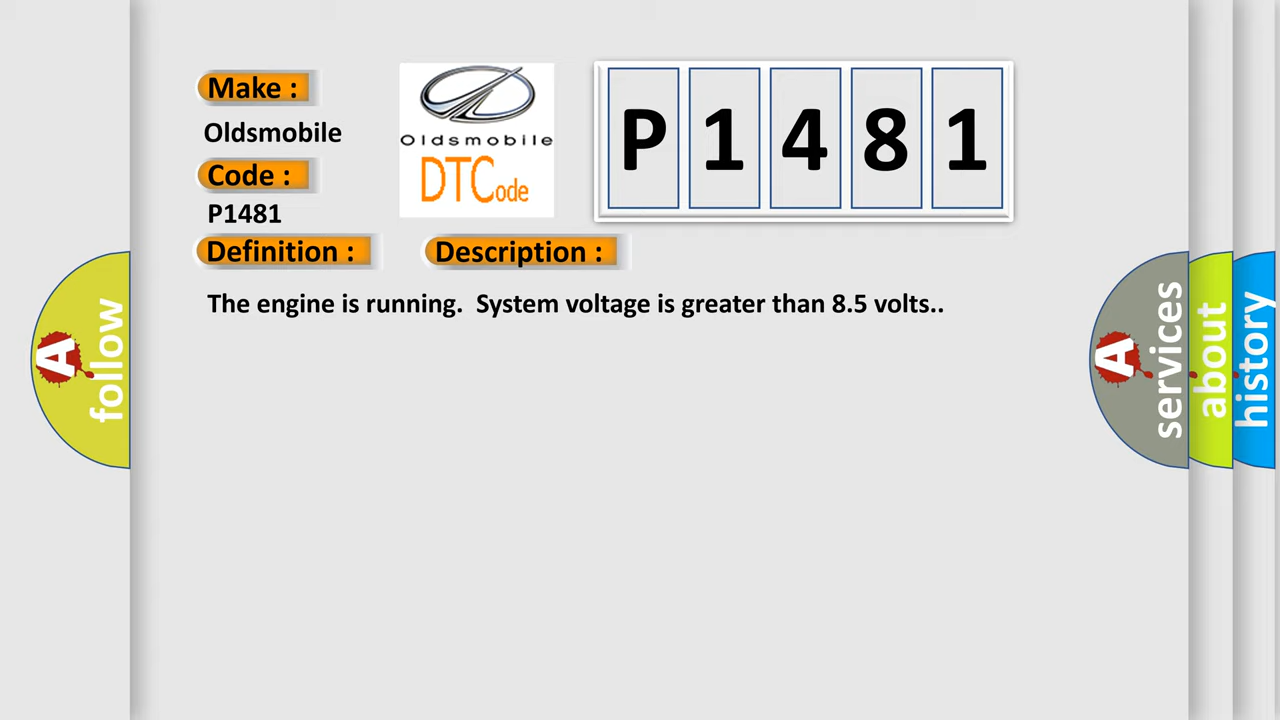 Make :
Oldsmobile
Code :
P1481
Oldsmobile
DTCode
P 1 4 8 1
Definition :
Description :
The engine is running. System voltage is greater than 8.5 volts..
A
follow
A
services
about
history